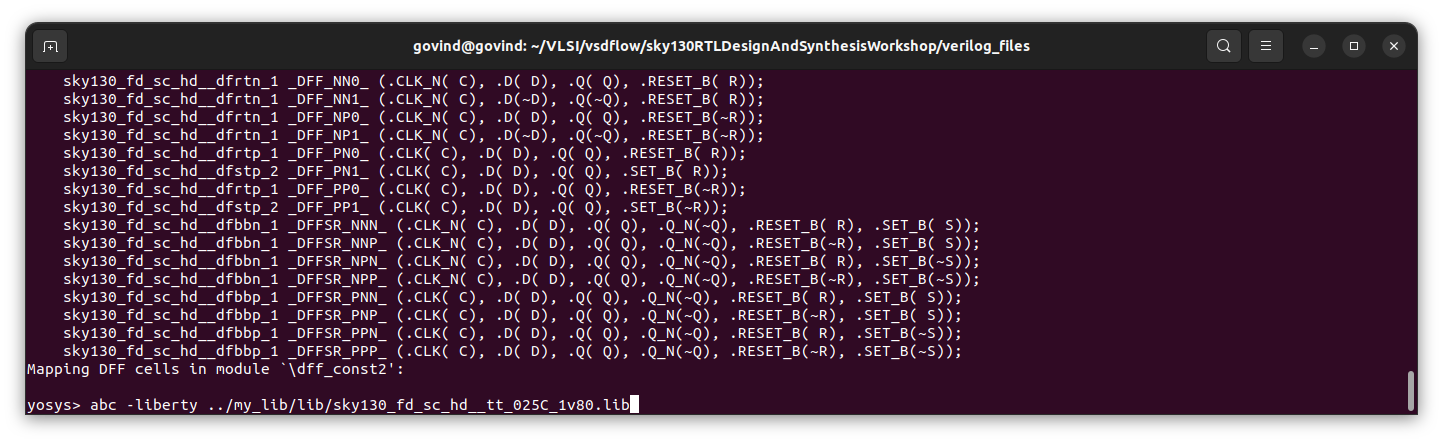 govind@govind: ~/VLSI/vsdflow/sky130RTLDesignAndSynthesisWorkshop/verilog_files
sky130_fd_sc_hd__dfrtn_1 _DFF_NN0_ (.CLK_N( C), .D( D), .Q( Q), .RESET_B( R));
sky130_fd_sc_hd__dfrtn_1 _DFF_NN1_ (.CLK_N( C), .D(~D), .Q(~Q), .RESET_B( R));
sky130_fd_sc_hd__dfrtn_1 _DFF_NP0_ (.CLK_N( C), .D( D), .Q( Q), .RESET_B(~R));
sky130_fd_sc_hd__dfrtn_1 _DFF_NP1_ (.CLK_N( C), .D(~D), .Q(~Q), .RESET_B(~R));
sky130_fd_sc_hd__dfrtp_1 _DFF_PN0_ (.CLK( C), .D( D), .Q( Q), .RESET_B( R));
sky130_fd_sc_hd__dfstp_2 _DFF_PN1_ (.CLK( C), .D( D), .Q( Q), .SET_B( R));
sky130_fd_sc_hd__dfrtp_1 _DFF_PP0_ (.CLK( C), .D( D), .Q( Q), .RESET_B(~R));
sky130_fd_sc_hd__dfstp_2 _DFF_PP1_ (.CLK( C), .D( D), .Q( Q), .SET_B(~R));
sky130_fd_sc_hd__dfbbn_1 _DFFSR_NNN_ (.CLK_N( C), .D( D), .Q( Q), .Q_N(~Q), .RESET_B( R), .SET_B( S));
sky130_fd_sc_hd__dfbbn_1 _DFFSR_NNP_ (.CLK_N( C), .D( D), .Q( Q), .Q_N(~Q), .RESET_B(~R), .SET_B( S));
sky130_fd_sc_hd__dfbbn_1 _DFFSR_NPN_ (.CLK_N( C), .D( D), .Q( Q), .Q_N(~Q), .RESET_B( R), .SET_B(~S));
sky130_fd_sc_hd__dfbbn_1 _DFFSR_NPP_ (.CLK_N( C), .D( D), .Q( Q), .Q_N(~Q), .RESET_B(~R), .SET_B(~S));
sky130_fd_sc_hd__dfbbp_1 _DFFSR_PNN_ (.CLK( C), .D( D), .Q( Q), .Q_N(~Q), .RESET_B( R), .SET_B( S));
sky130_fd_sc_hd__dfbbp_1 _DFFSR_PNP_ (.CLK( C), .D( D), .Q( Q), .Q_N(~Q), .RESET_B(~R), .SET_B( S));
sky130_fd_sc_hd__dfbbp_1 _DFFSR_PPN_ (.CLK( C), .D( D), .Q( Q), .Q_N(~Q), .RESET_B( R), .SET_B(~S));
sky130_fd_sc_hd__dfbbp_1 _DFFSR_PPP_ (.CLK( C), .D( D), .Q( Q), .Q_N(~Q), .RESET_B(~R), .SET_B(~S));
Mapping DFF cells in module `\dff_const2':
yosys> abc -liberty ../my_lib/lib/sky130_fd_sc_hd__tt_025C_1v80.lib